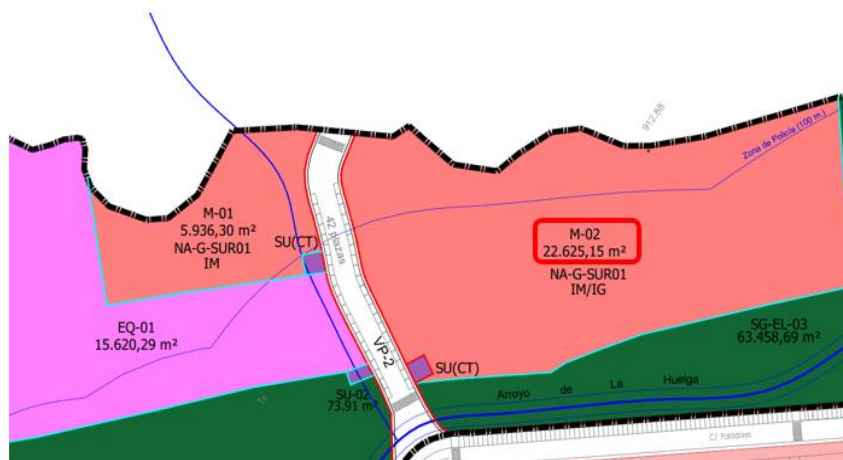 912.88
Zona de Policía (100 m.)
M-01
5.936,30 m²
NA-G-SUR01
IM
SU(CT)
42 plazas
M-02
22.625,15 m²
NA-G-SUR01
IM/IG
EQ-01
15.620,29 m²
VP-2
SU(CT)
SG-EL-03
63.458,69 m²
SU-02
73.91 m²
Arroyo de La Huelga